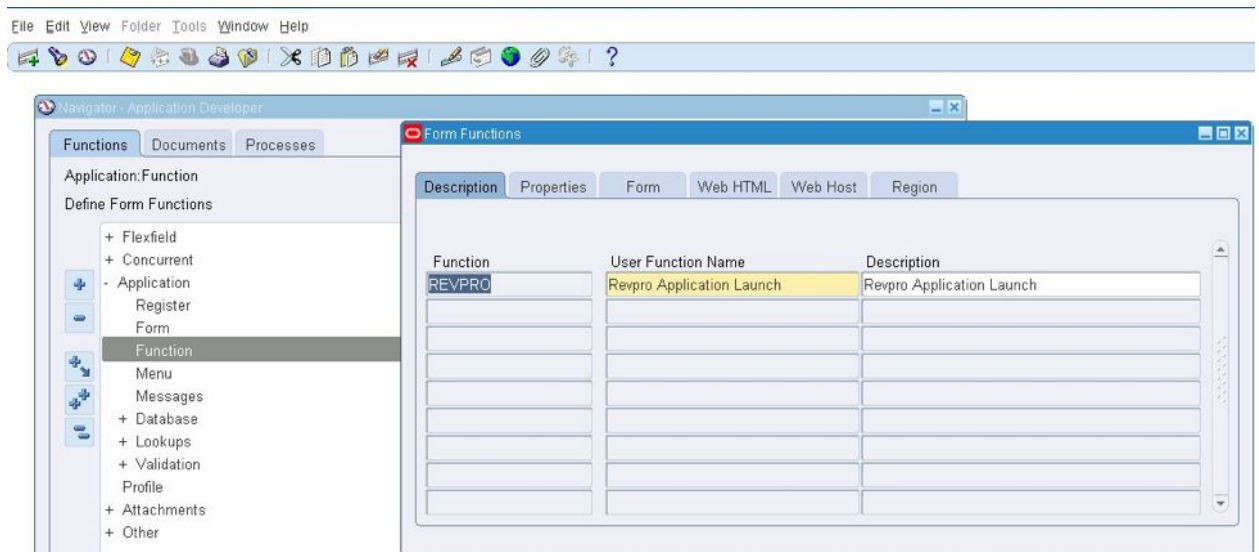 File Edit View Folder Tools Window Help
Navigator - Application Developer
Functions Documents Processes
Application:Function
Define Form Functions
+ Flexfield
+ Concurrent
- Application
Register
Form
Function
Menu
Messages
+ Database
+ Lookups
+ Validation
Profile
+ Attachments
+ Other
Form Functions
Description Properties Form Web HTML Web Host Region
Function User Function Name Description
REVPRO Revpro Application Launch Revpro Application Launch